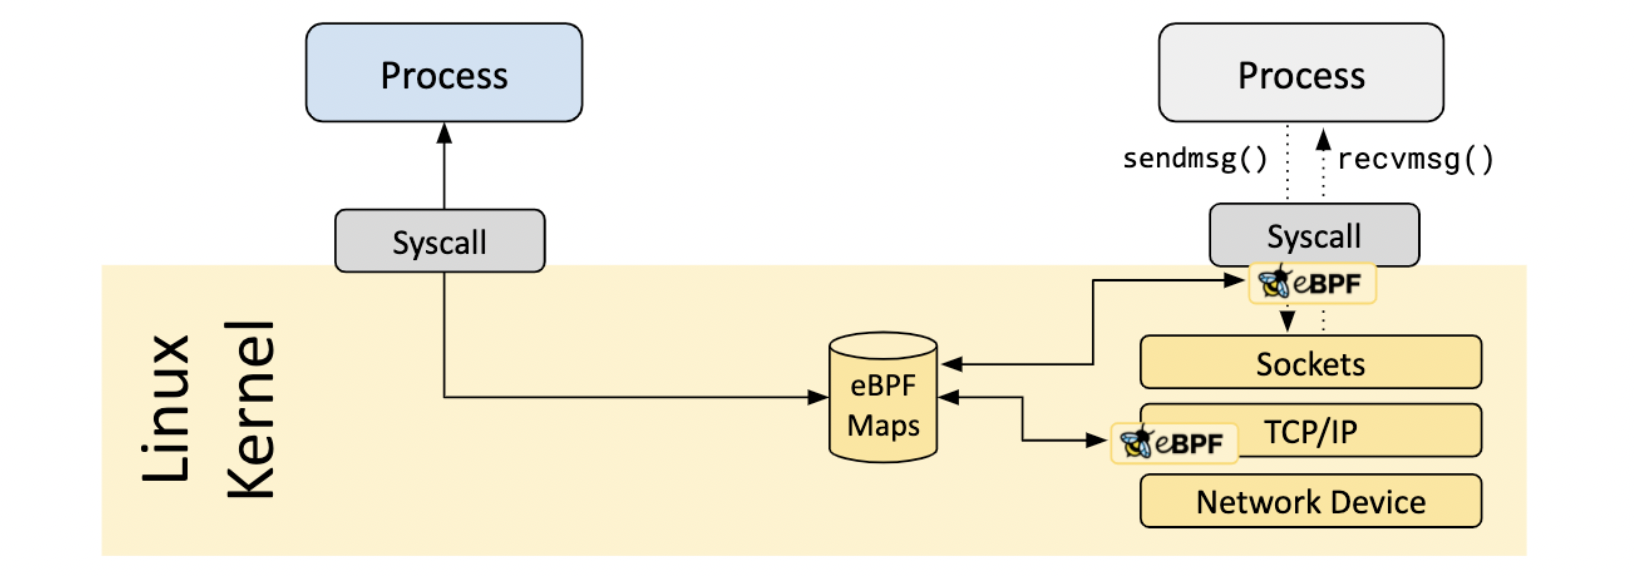 Process
Process
sendmsg()
recvmsg()
Syscall
Syscall
eBPF
Linux
Kernel
eBPF
Maps
Sockets
eBPF
TCP/IP
Network Device